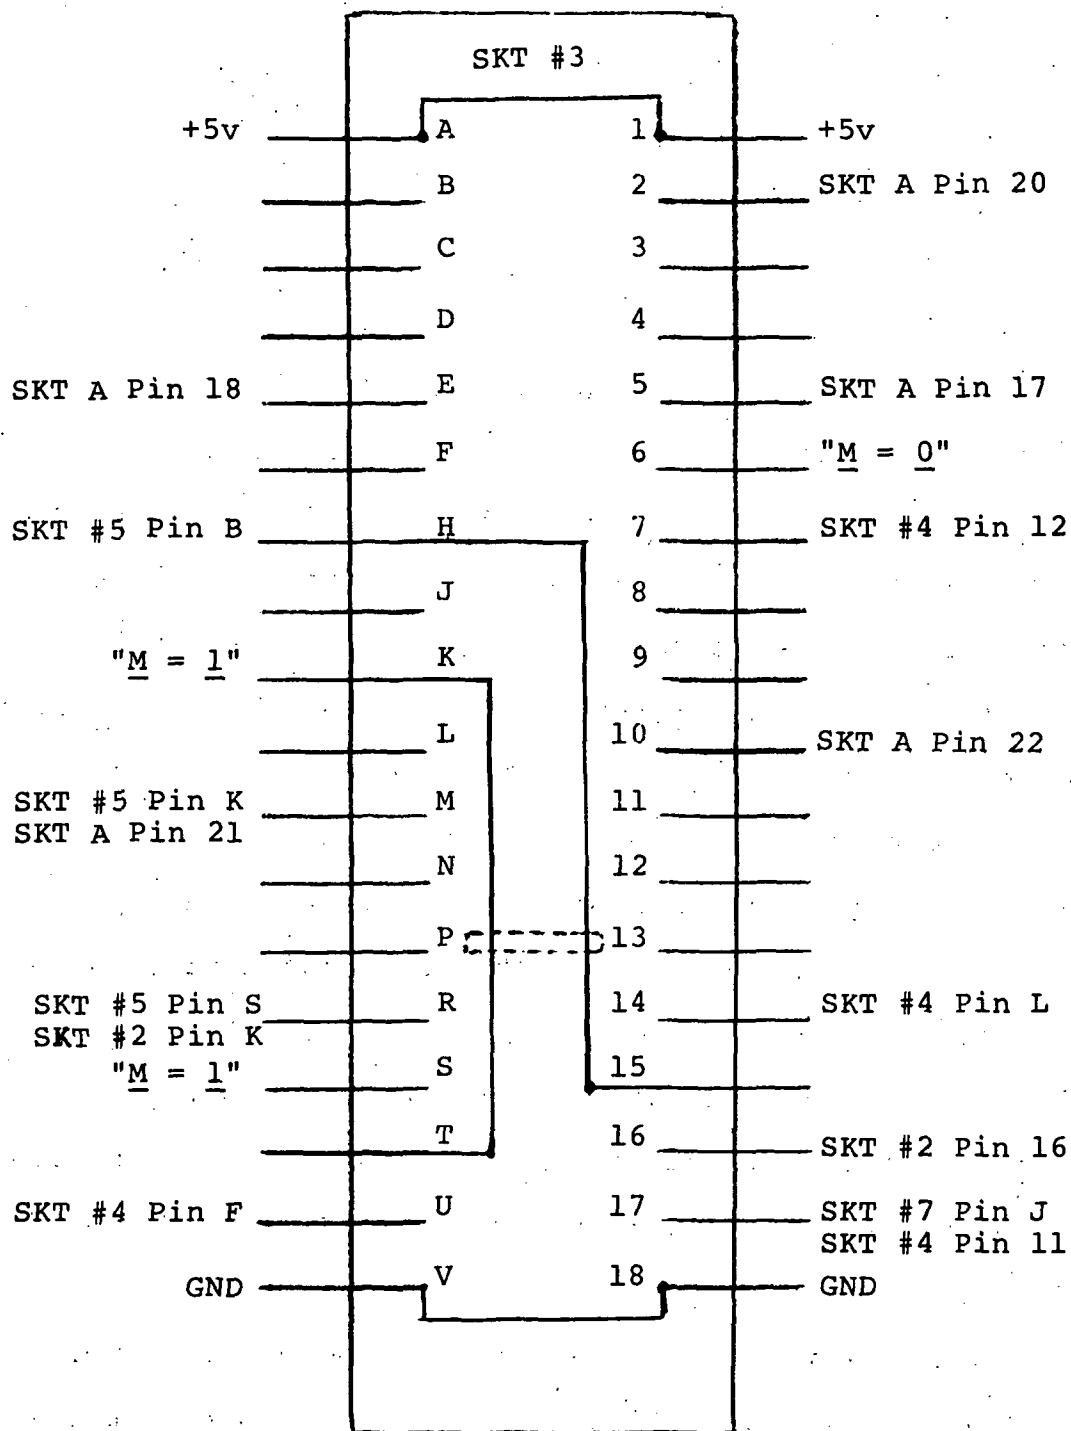 SKT #3
+5v A 1 +5v
B 2 SKT A Pin 20
C 3
D 4
SKT A Pin 18 E 5 SKT A Pin 17
F 6 "M = 0"
SKT #5 Pin B H 7 SKT #4 Pin 12
J 8
"M = 1" K 9
L 10 SKT A Pin 22
SKT #5 Pin K M 11
SKT A Pin 21
N 12
P 13
SKT #5 Pin S R 14 SKT #4 Pin L
SKT #2 Pin K
"M = 1" S 15
T 16 SKT #2 Pin 16
SKT #4 Pin F U 17 SKT #7 Pin J
SKT #4 Pin 11
GND V 18 GND